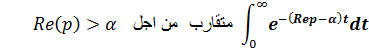 ∫₀^∞ e^{−(Rep−α)t} dt متقارب من اجل Re(p) > α